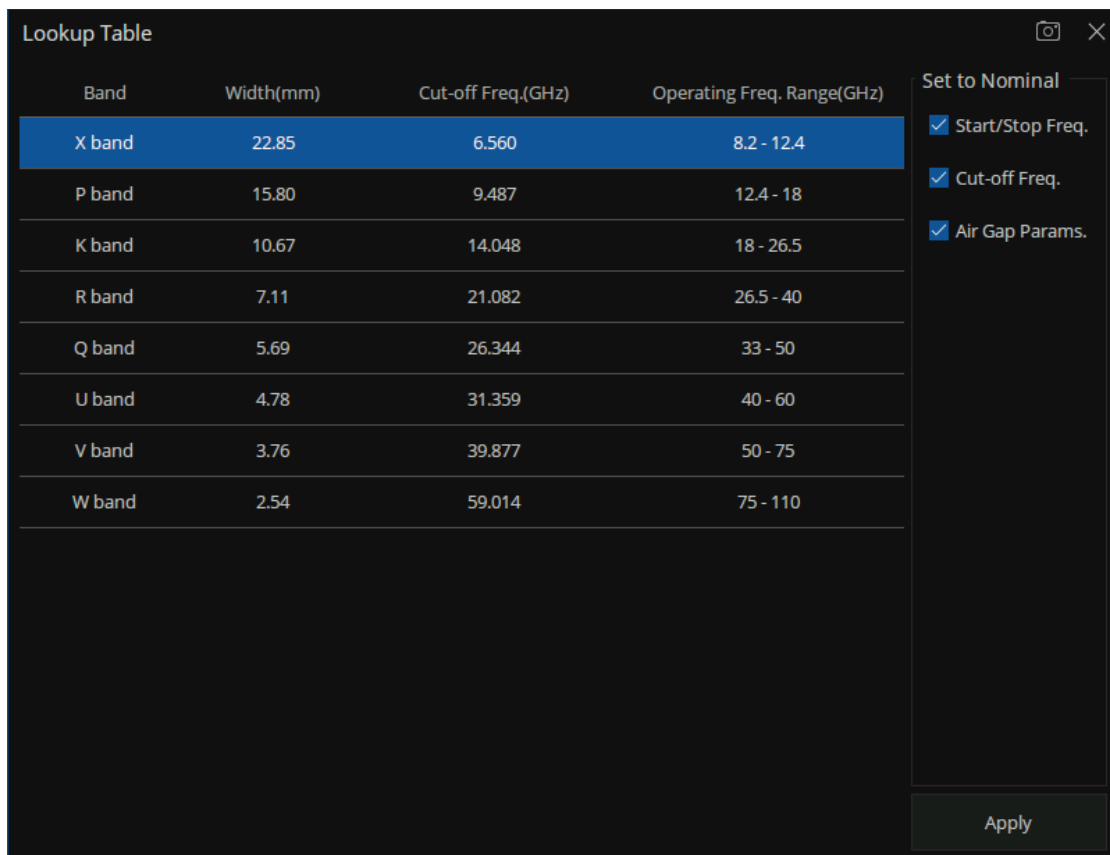 Lookup Table
Band Width(mm) Cut-off Freq.(GHz) Operating Freq. Range(GHz)
X band 22.85 6.560 8.2 - 12.4
P band 15.80 9.487 12.4 - 18
K band 10.67 14.048 18 - 26.5
R band 7.11 21.082 26.5 - 40
Q band 5.69 26.344 33 - 50
U band 4.78 31.359 40 - 60
V band 3.76 39.877 50 - 75
W band 2.54 59.014 75 - 110
Set to Nominal
Start/Stop Freq.
Cut-off Freq.
Air Gap Params.
Apply